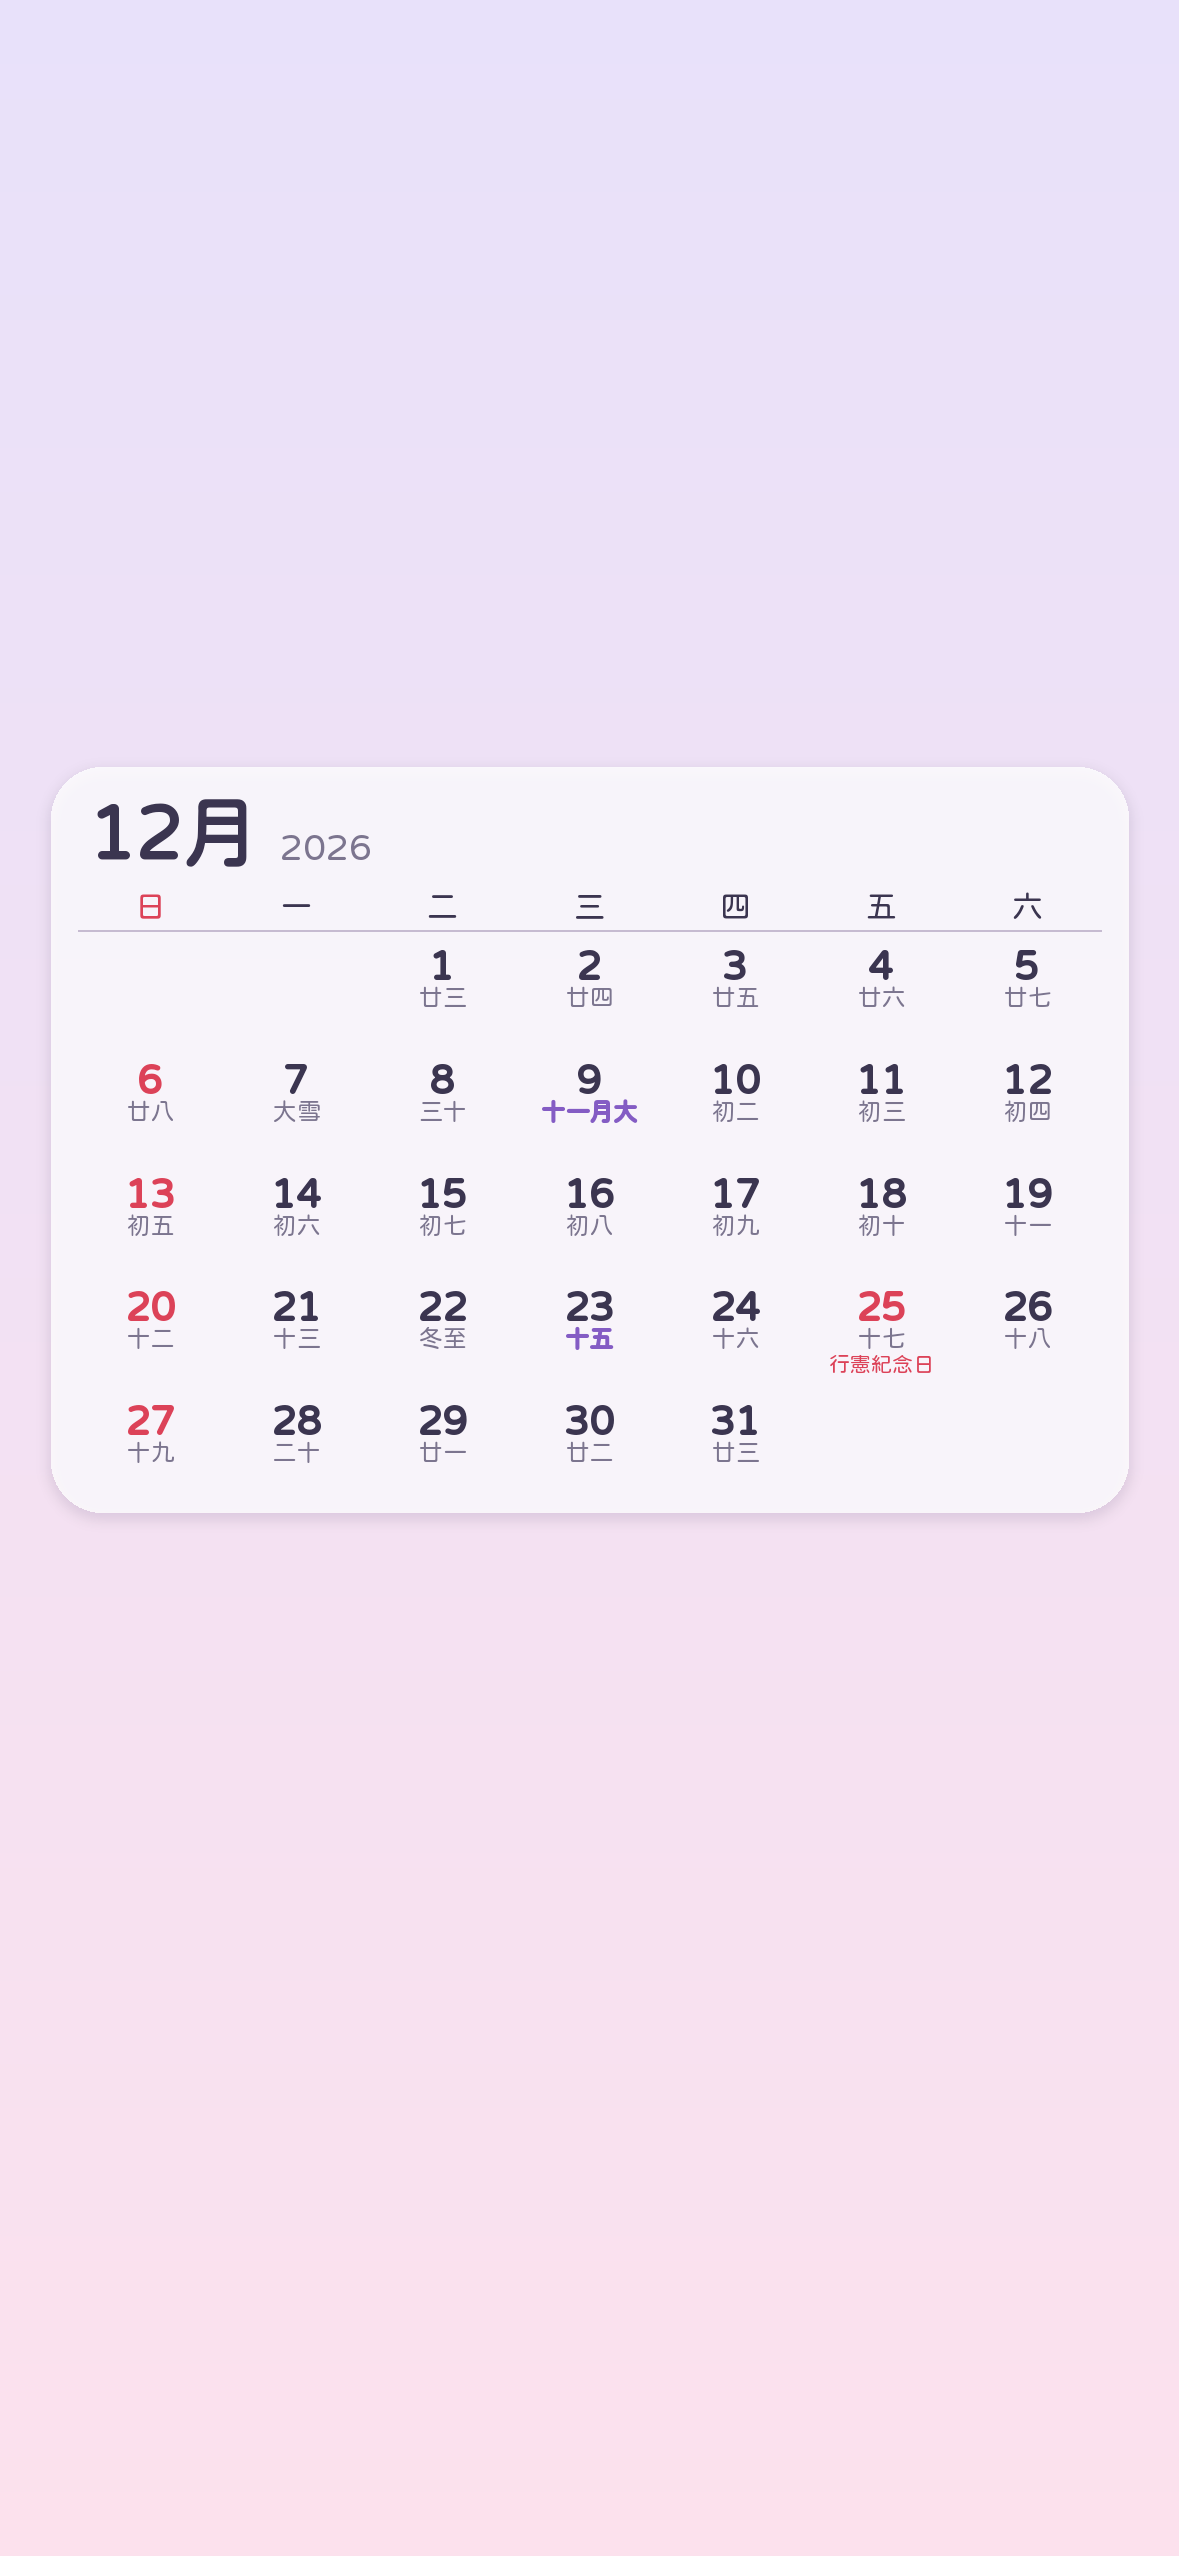 12月 2026
日 一 二 三 四 五 六
1 2 3 4 5
廿三 廿四 廿五 廿六 廿七
6 7 8 9 10 11 12
廿八 大雪 三十 十一月大 初二 初三 初四
13 14 15 16 17 18 19
初五 初六 初七 初八 初九 初十 十一
20 21 22 23 24 25 26
十二 十三 冬至 十五 十六 十七 十八
行憲紀念日
27 28 29 30 31
十九 二十 廿一 廿二 廿三